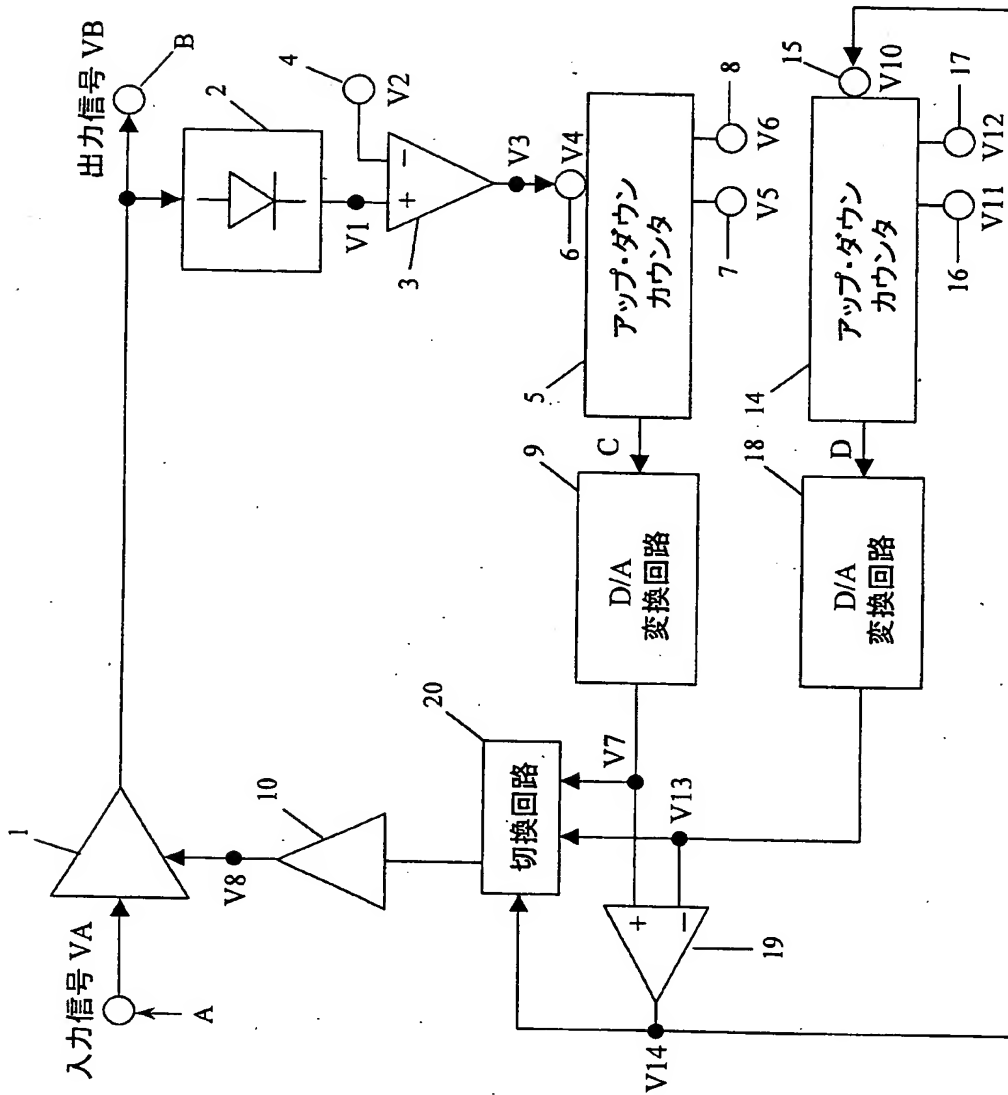 入力信号 VA
A
1
出力信号 VB
B
2
V1
4
V2
3
V3
V4
6
5
アップ・ダウン
カウンタ
7
V5
8
V6
C
9
D/A
変換回路
V7
V8
10
20
切換回路
V13
19
V14
D
18
D/A
変換回路
14
アップ・ダウン
カウンタ
15
V10
16
V11
17
V12
+
−
+
−